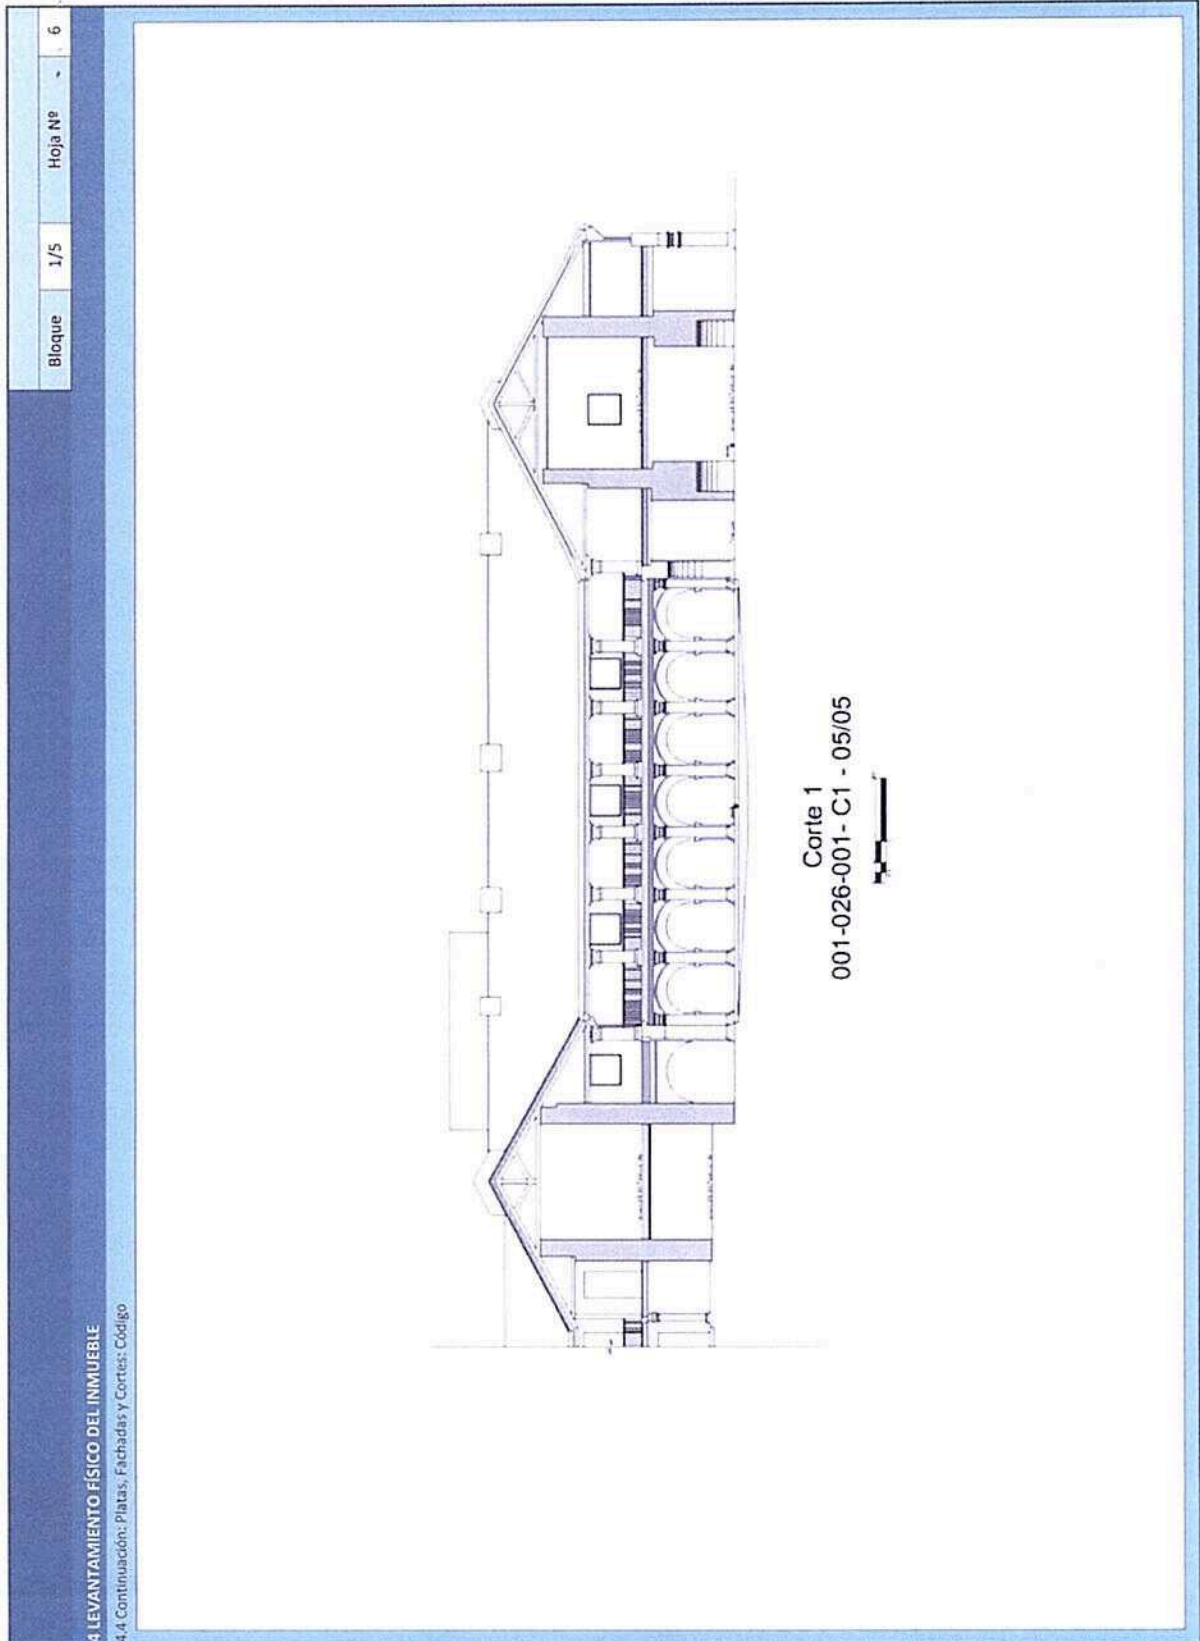 Bloque 1/5 Hoja Nº 6
4 LEVANTAMIENTO FÍSICO DEL INMUEBLE
4.4 Continuación: Platas, Fachadas y Cortes: Código
Corte 1
001-026-001- C1 - 05/05